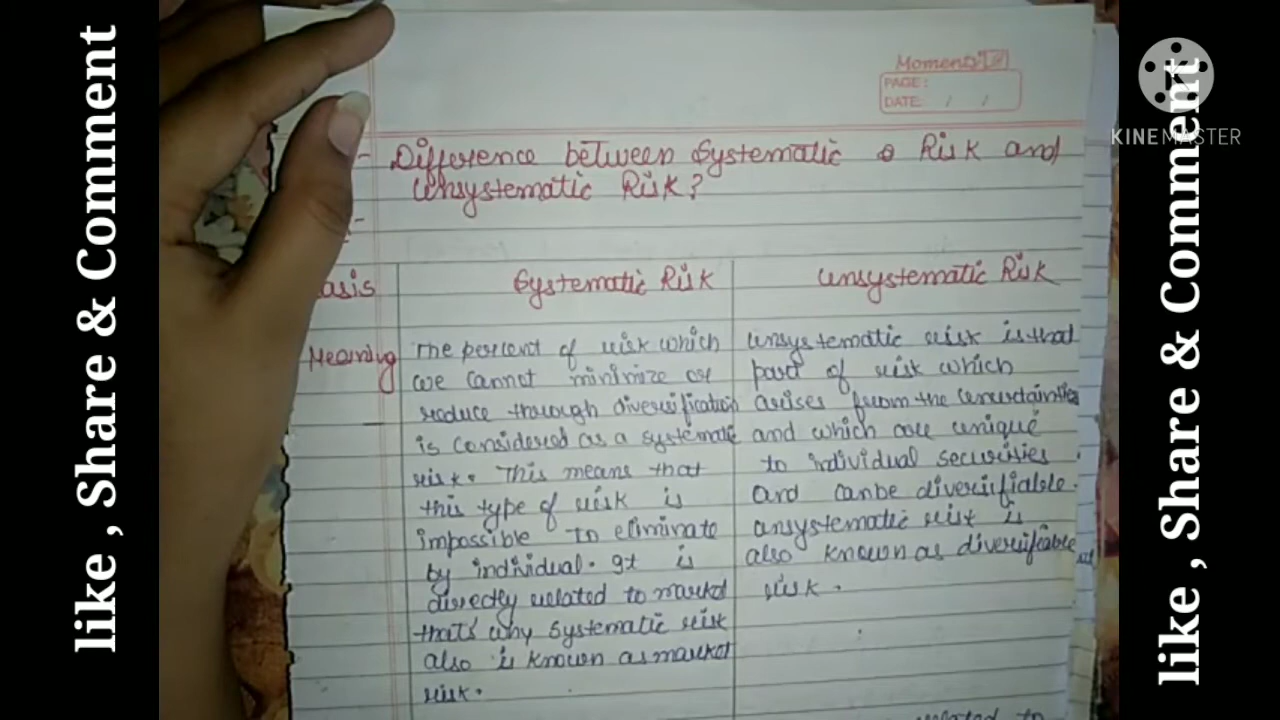 like , Share & Comment
Moments
PAGE:
DATE: / /
KINEMASTER
like , Share & Comment
- Difference between Systematic Risk and
Unsystematic Risk?
asis
Systematic Risk
Unsystematic Risk
Meaning
The percent of risk which
we cannot minimize or
reduce through diversification
is considered as a systematic
risk. This means that
this type of risk is
impossible to eliminate
by individual. It is
directly related to market
that's why systematic risk
also is known as market
risk.
unsystematic risk is that
part of risk which
arises from the uncertainties
and which are unique
to individual securities
and canbe diversifiable.
unsystematic risk is
also known as diversifiable
risk.
related to